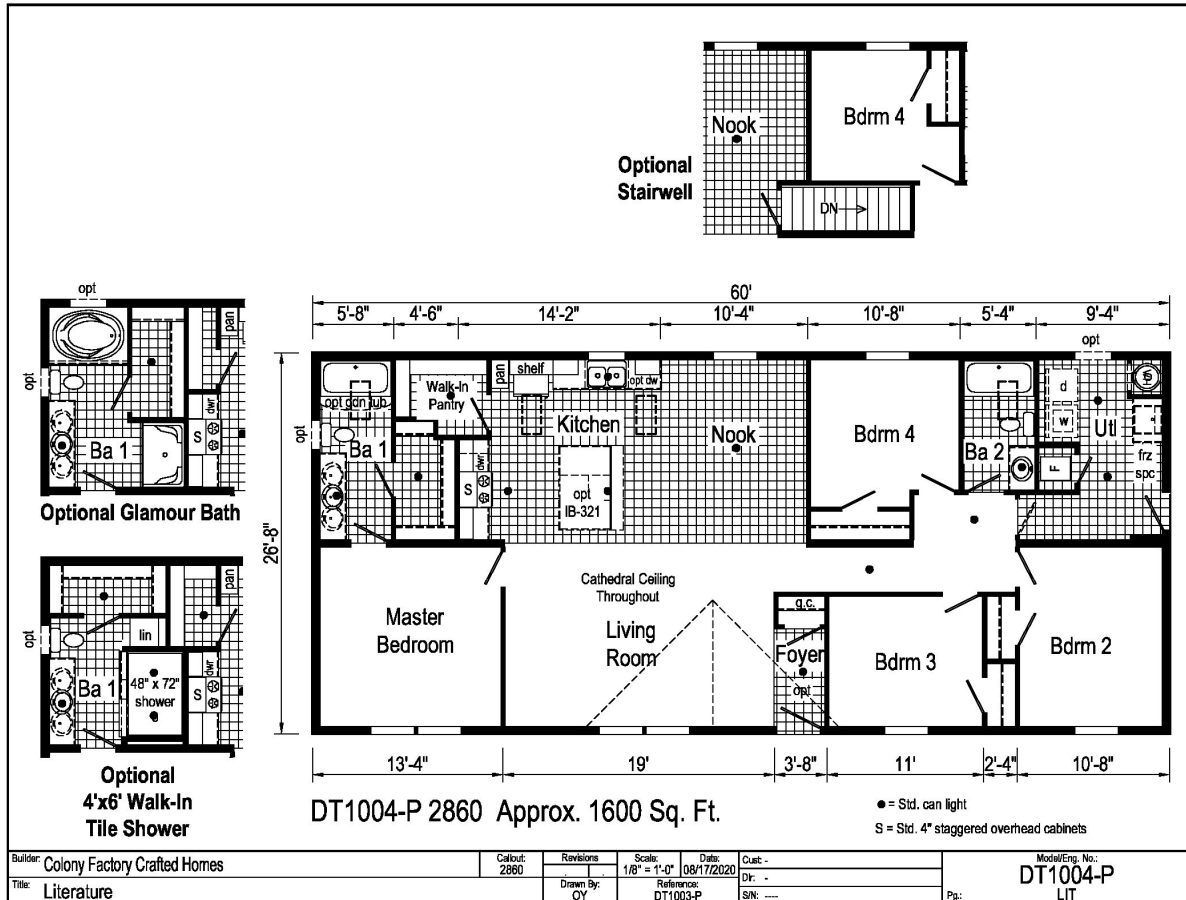 Nook
Bdrm 4
Optional
Stairwell
DN
opt
pan
opt
dwr
S
Ba 1
Optional Glamour Bath
pan
opt
lin
Ba 1
48" x 72"
shower
dwr
S
Optional
4'x6' Walk-In
Tile Shower
60'
5'-8"
4'-6"
14'-2"
10'-4"
10'-8"
5'-4"
9'-4"
opt
26'-8"
opt
opt ddn tub
Ba 1
Walk-In
Pantry
pan
shelf
opt dw
Kitchen
Nook
dwr
S
opt
IB-321
Bdrm 4
Ba 2
d
w
Utl
F
frz
spc
Master
Bedroom
Cathedral Ceiling
Throughout
Living
Room
g.c.
Foyer
opt
Bdrm 3
Bdrm 2
13'-4"
19'
3'-8"
11'
2'-4"
10'-8"
DT1004-P 2860 Approx. 1600 Sq. Ft.
= Std. can light
S = Std. 4" staggered overhead cabinets
Builder: Colony Factory Crafted Homes
Title: Literature
Callout:
2860
Revisions
Drawn By:
OY
Scale:
1/8" = 1'-0"
Date:
08/17/2020
Reference:
DT1003-P
Cust: -
Dlr: -
S/N: ----
Model/Eng. No.:
DT1004-P
Pg.: LIT